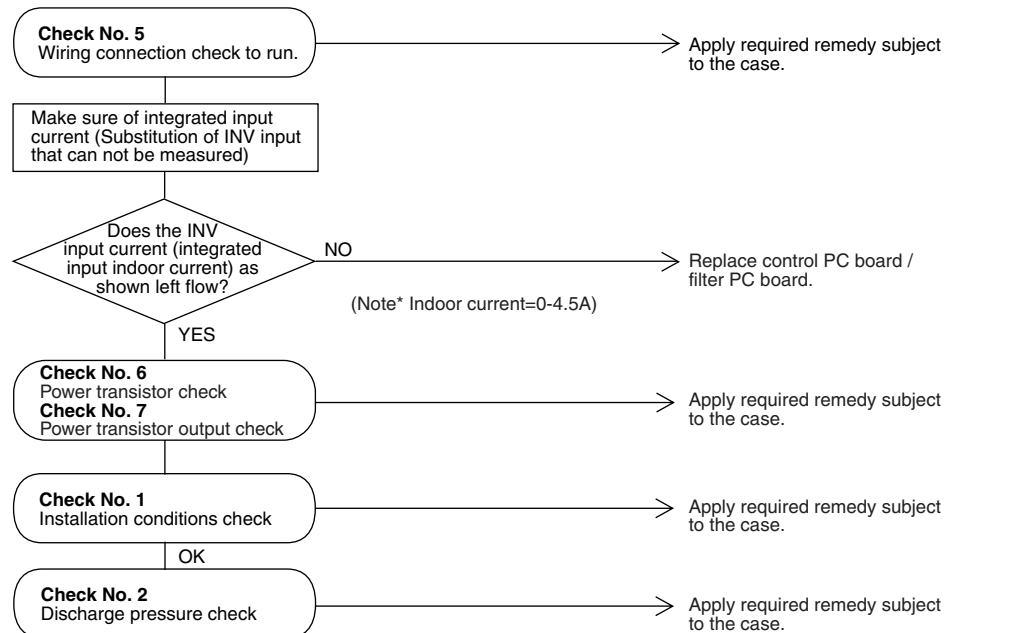 Check No. 5
Wiring connection check to run.
Apply required remedy subject
to the case.
Make sure of integrated input
current (Substitution of INV input
that can not be measured)
Does the INV
input current (integrated
input indoor current) as
shown left flow?
NO
Replace control PC board /
filter PC board.
(Note* Indoor current=0-4.5A)
YES
Check No. 6
Power transistor check
Check No. 7
Power transistor output check
Apply required remedy subject
to the case.
Check No. 1
Installation conditions check
Apply required remedy subject
to the case.
OK
Check No. 2
Discharge pressure check
Apply required remedy subject
to the case.